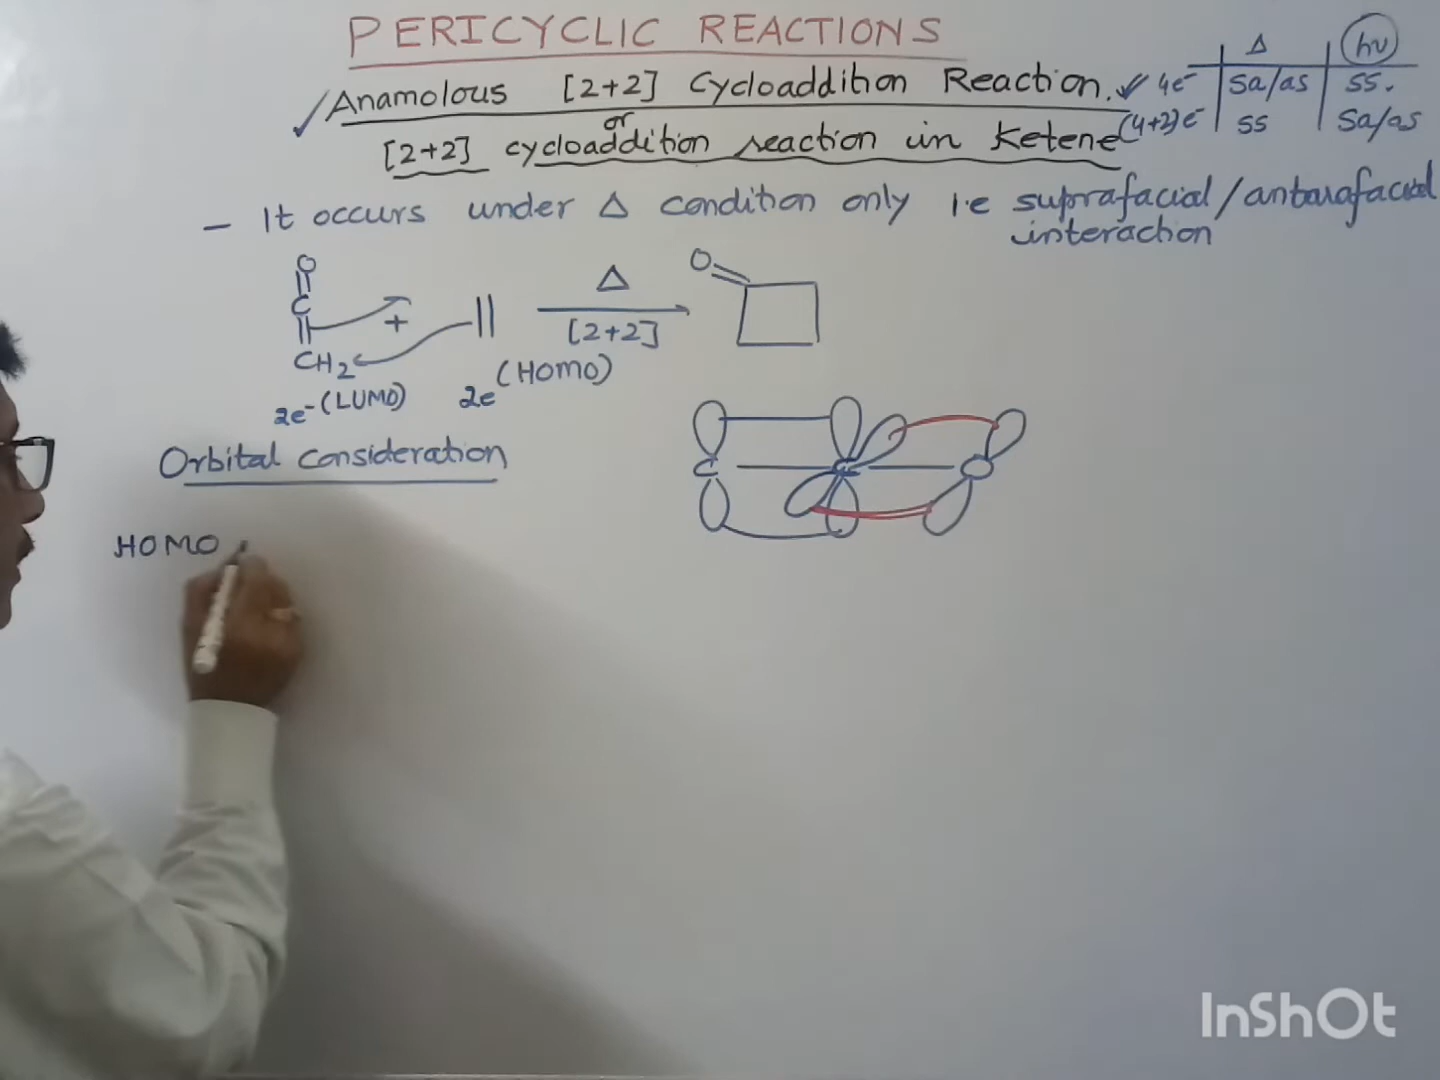 PERICYCLIC REACTIONS
Anamolous [2+2] Cycloaddition Reaction.
or
[2+2] cycloaddition reaction in Ketene
Δ hν
4e⁻ sa/as ss.
(4+2)e⁻ ss sa/as
- It occurs under Δ condition only i.e suprafacial/antarafacial
interaction
O
C
CH₂
+
Δ
[2+2]
O
2e⁻(LUMO)
2e (HOMO)
Orbital consideration
C C O
HOMO
InShOt